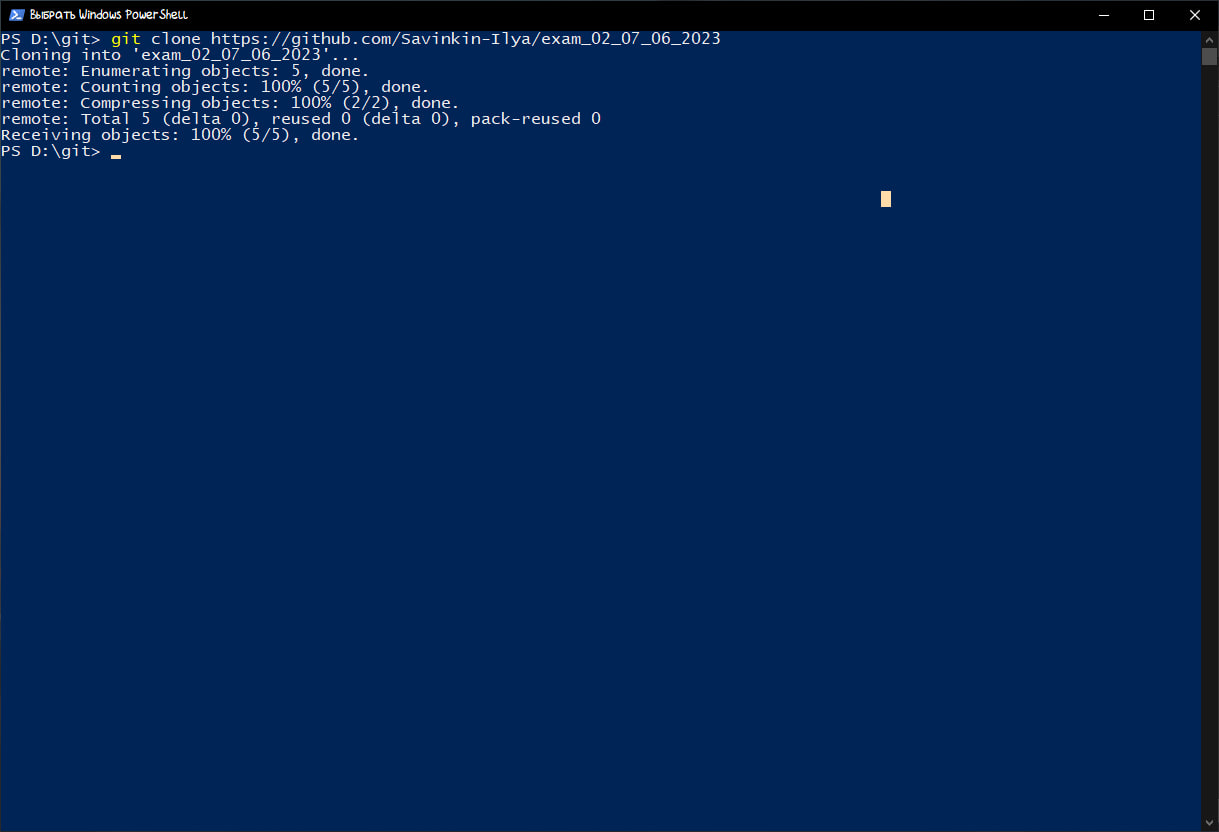 Выбрать Windows PowerShell
PS D:\git> git clone https://github.com/Savinkin-Ilya/exam_02_07_06_2023
Cloning into 'exam_02_07_06_2023'...
remote: Enumerating objects: 5, done.
remote: Counting objects: 100% (5/5), done.
remote: Compressing objects: 100% (2/2), done.
remote: Total 5 (delta 0), reused 0 (delta 0), pack-reused 0
Receiving objects: 100% (5/5), done.
PS D:\git>